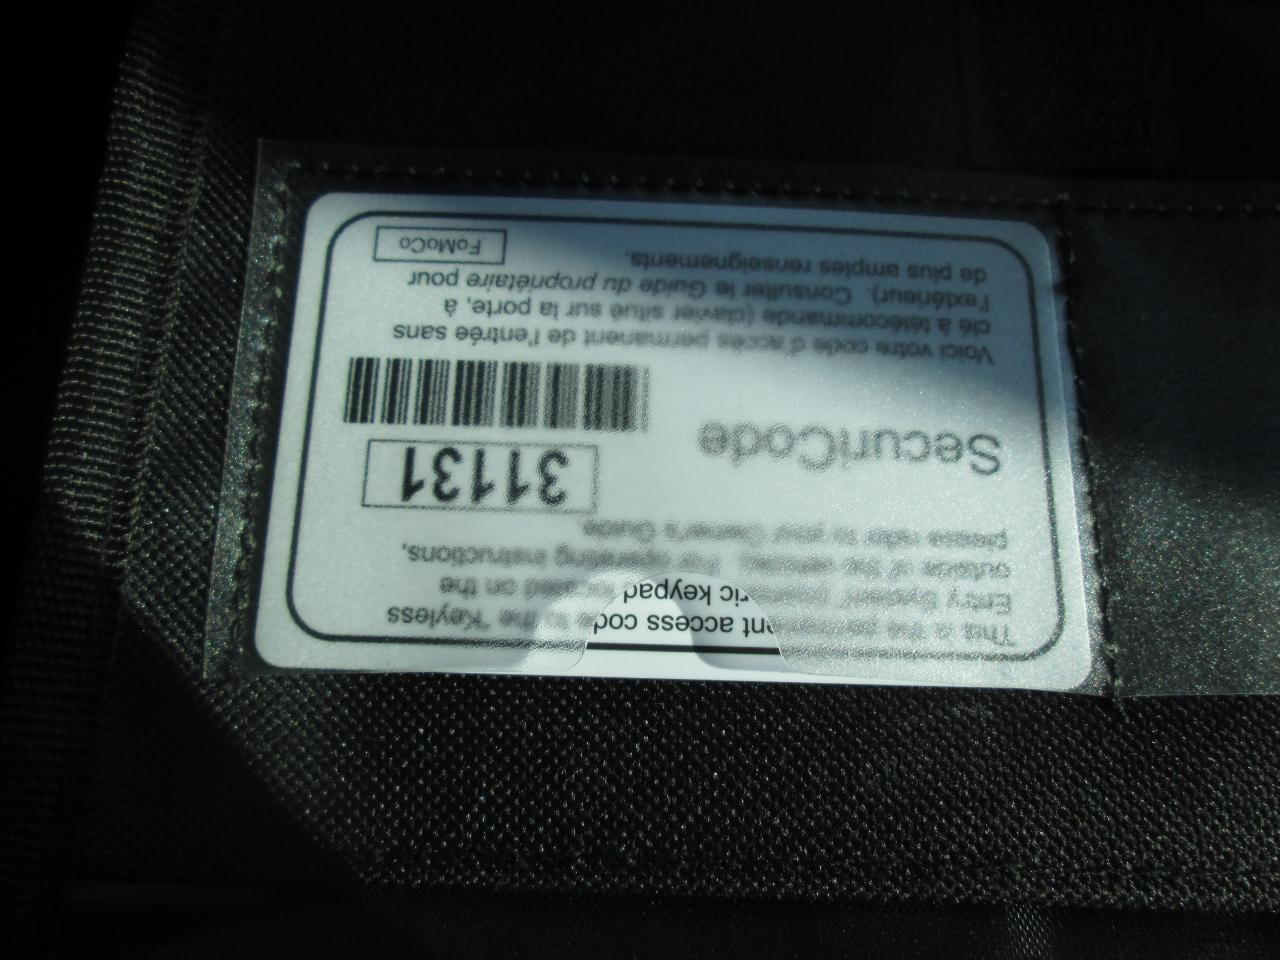 This is the permanent access code to the "Keyless
Entry System" (numeric keypad located on the
outside of the vehicle). For operating instructions,
please refer to your Owner's Guide.
SecuriCode
31131
Voici votre code d'accès permanent de l'entrée sans
clé à télécommande (clavier situé sur la porte, à
l'extérieur). Consulter le Guide du propriétaire pour
de plus amples renseignements.
FoMoCo